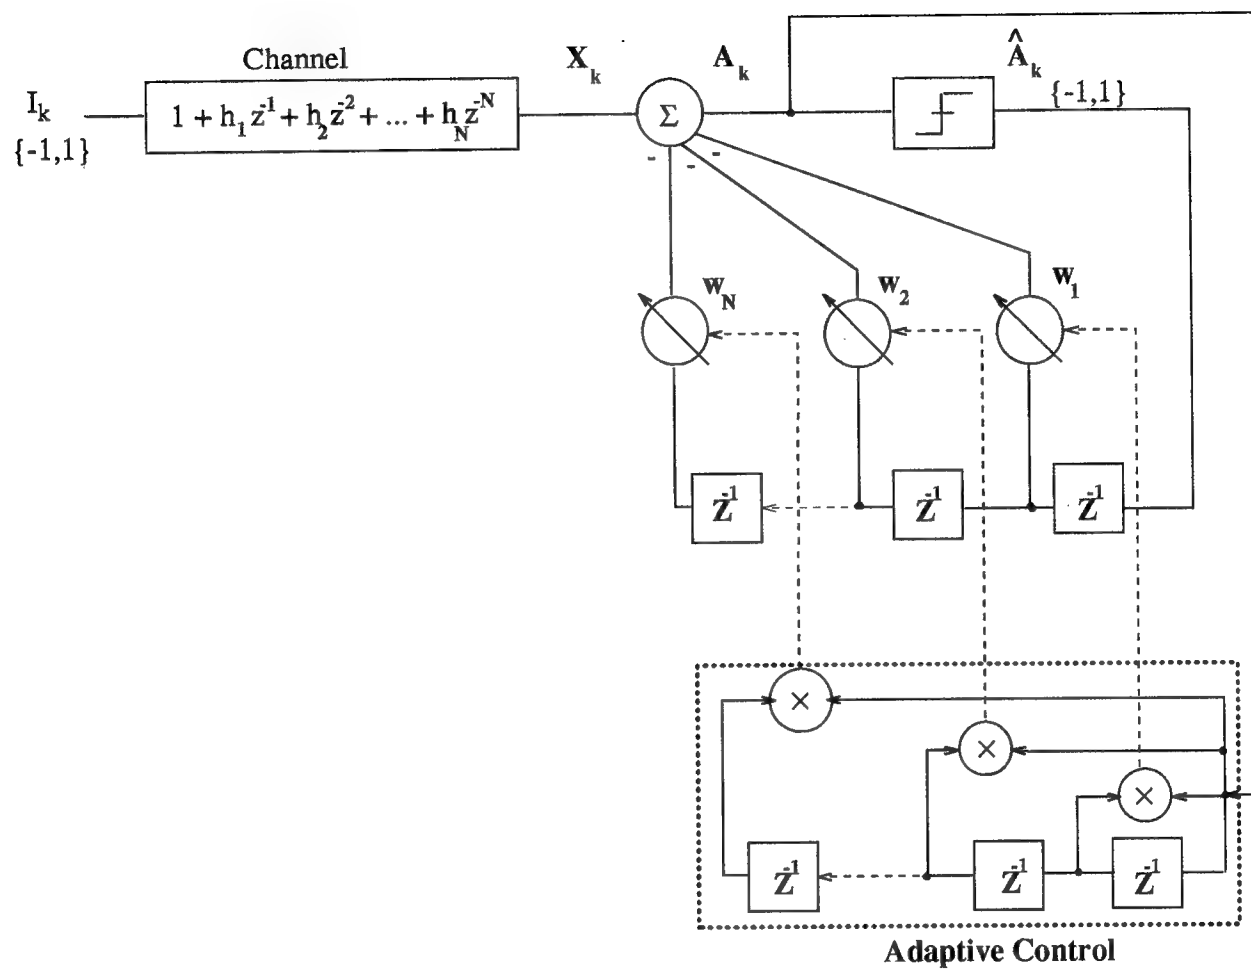 Channel
X_k
A_k
Â_k
I_k
{-1,1}
1 + h_1 z^-1 + h_2 z^-2 + ... + h_N z^-N
Σ
{-1,1}
- - -
w_N
w_2
w_1
Z^-1
Z^-1
Z^-1
×
×
×
Z^-1
Z^-1
Z^-1
Adaptive Control